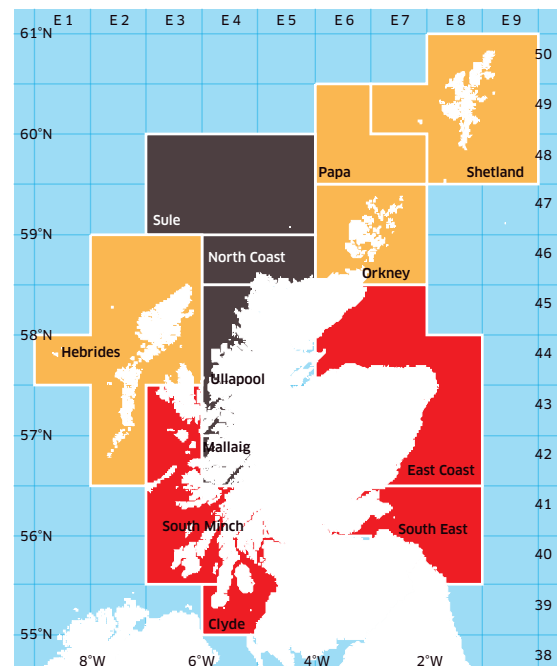 E 1 E 2 E 3 E 4 E 5 E 6 E 7 E 8 E 9
61°N
50
49
60°N
Papa
48
Shetland
Sule
47
59°N
North Coast
46
Orkney
45
58°N
Hebrides
44
Ullapool
43
57°N
Mallaig
42
East Coast
41
South Minch
South East
56°N
40
39
Clyde
55°N
38
8°W 6°W 4°W 2°W